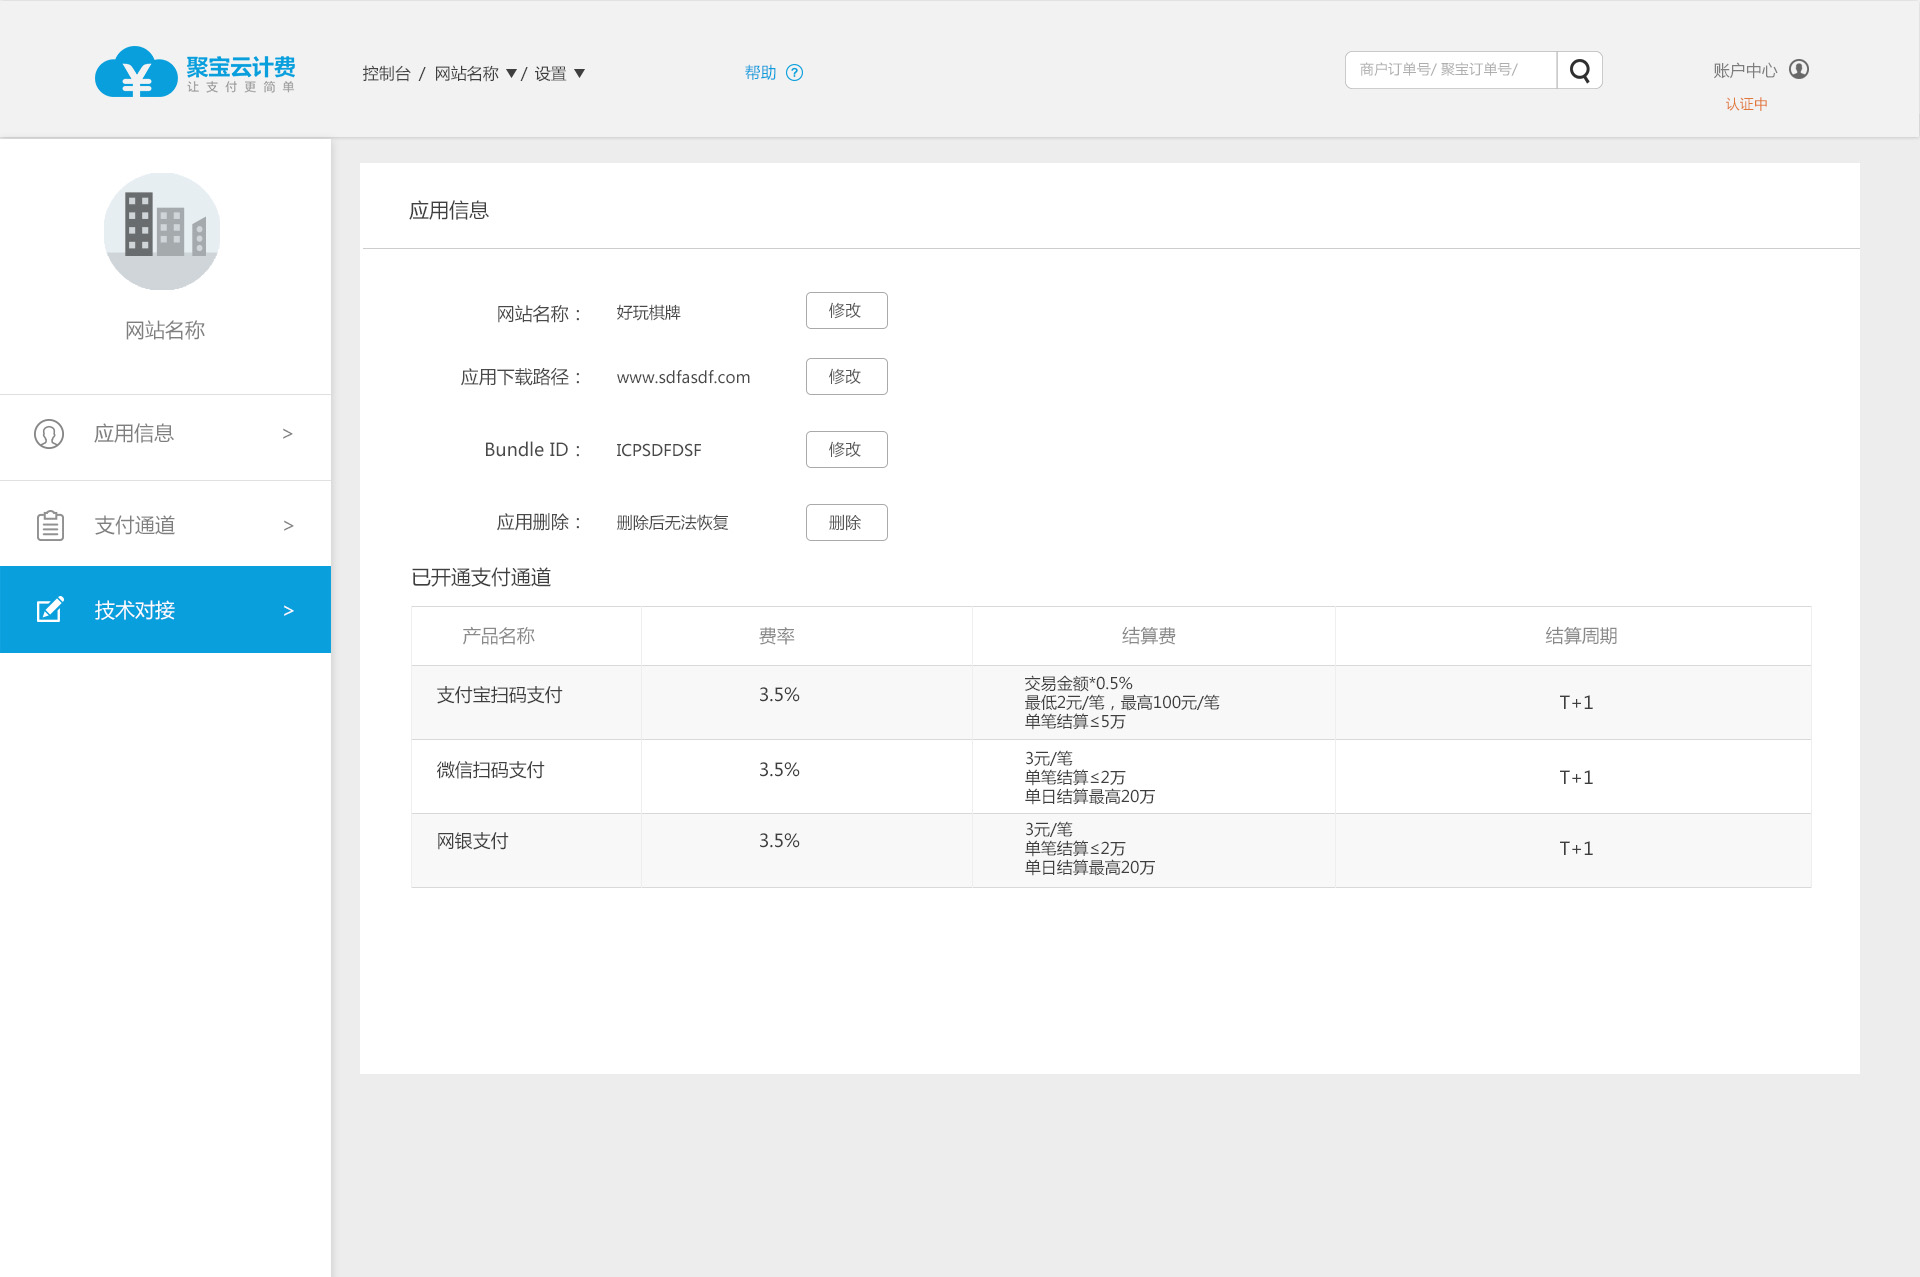 聚宝云计费
让支付更简单
控制台 / 网站名称 ▼/ 设置 ▼
帮助 ?
商户订单号/ 聚宝订单号/
账户中心
认证中
网站名称
应用信息 >
支付通道 >
技术对接 >
应用信息
网站名称： 好玩棋牌 修改
应用下载路径： www.sdfasdf.com 修改
Bundle ID： ICPSDFDSF 修改
应用删除： 删除后无法恢复 删除
已开通支付通道
产品名称 费率 结算费 结算周期
支付宝扫码支付 3.5% 交易金额*0.5%
最低2元/笔，最高100元/笔
单笔结算≤5万
T+1
微信扫码支付 3.5% 3元/笔
单笔结算≤2万
单日结算最高20万
T+1
网银支付 3.5% 3元/笔
单笔结算≤2万
单日结算最高20万
T+1